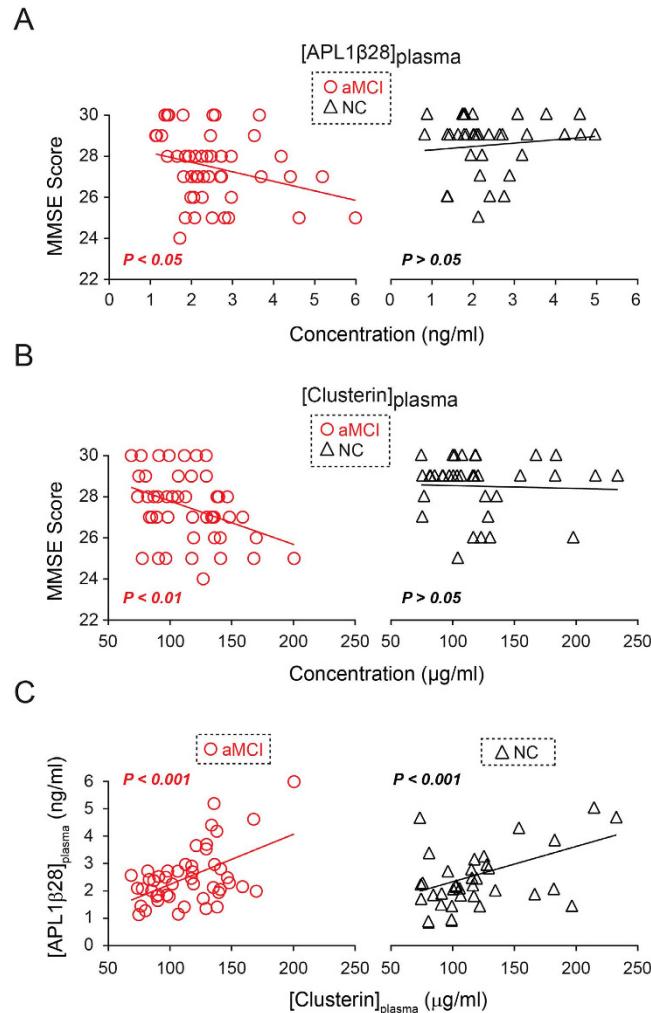 A
[APL1β28]plasma
aMCI
NC
MMSE Score
30
28
26
24
22
P < 0.05
P > 0.05
0 1 2 3 4 5 6 0 1 2 3 4 5 6
Concentration (ng/ml)
B
[Clusterin]plasma
aMCI
NC
MMSE Score
30
28
26
24
22
P < 0.01
P > 0.05
50 100 150 200 50 100 150 200 250
Concentration (µg/ml)
C
aMCI
NC
[APL1β28]plasma (ng/ml)
6
5
4
3
2
1
0
P < 0.001
P < 0.001
50 100 150 200 50 100 150 200 250
[Clusterin]plasma (µg/ml)